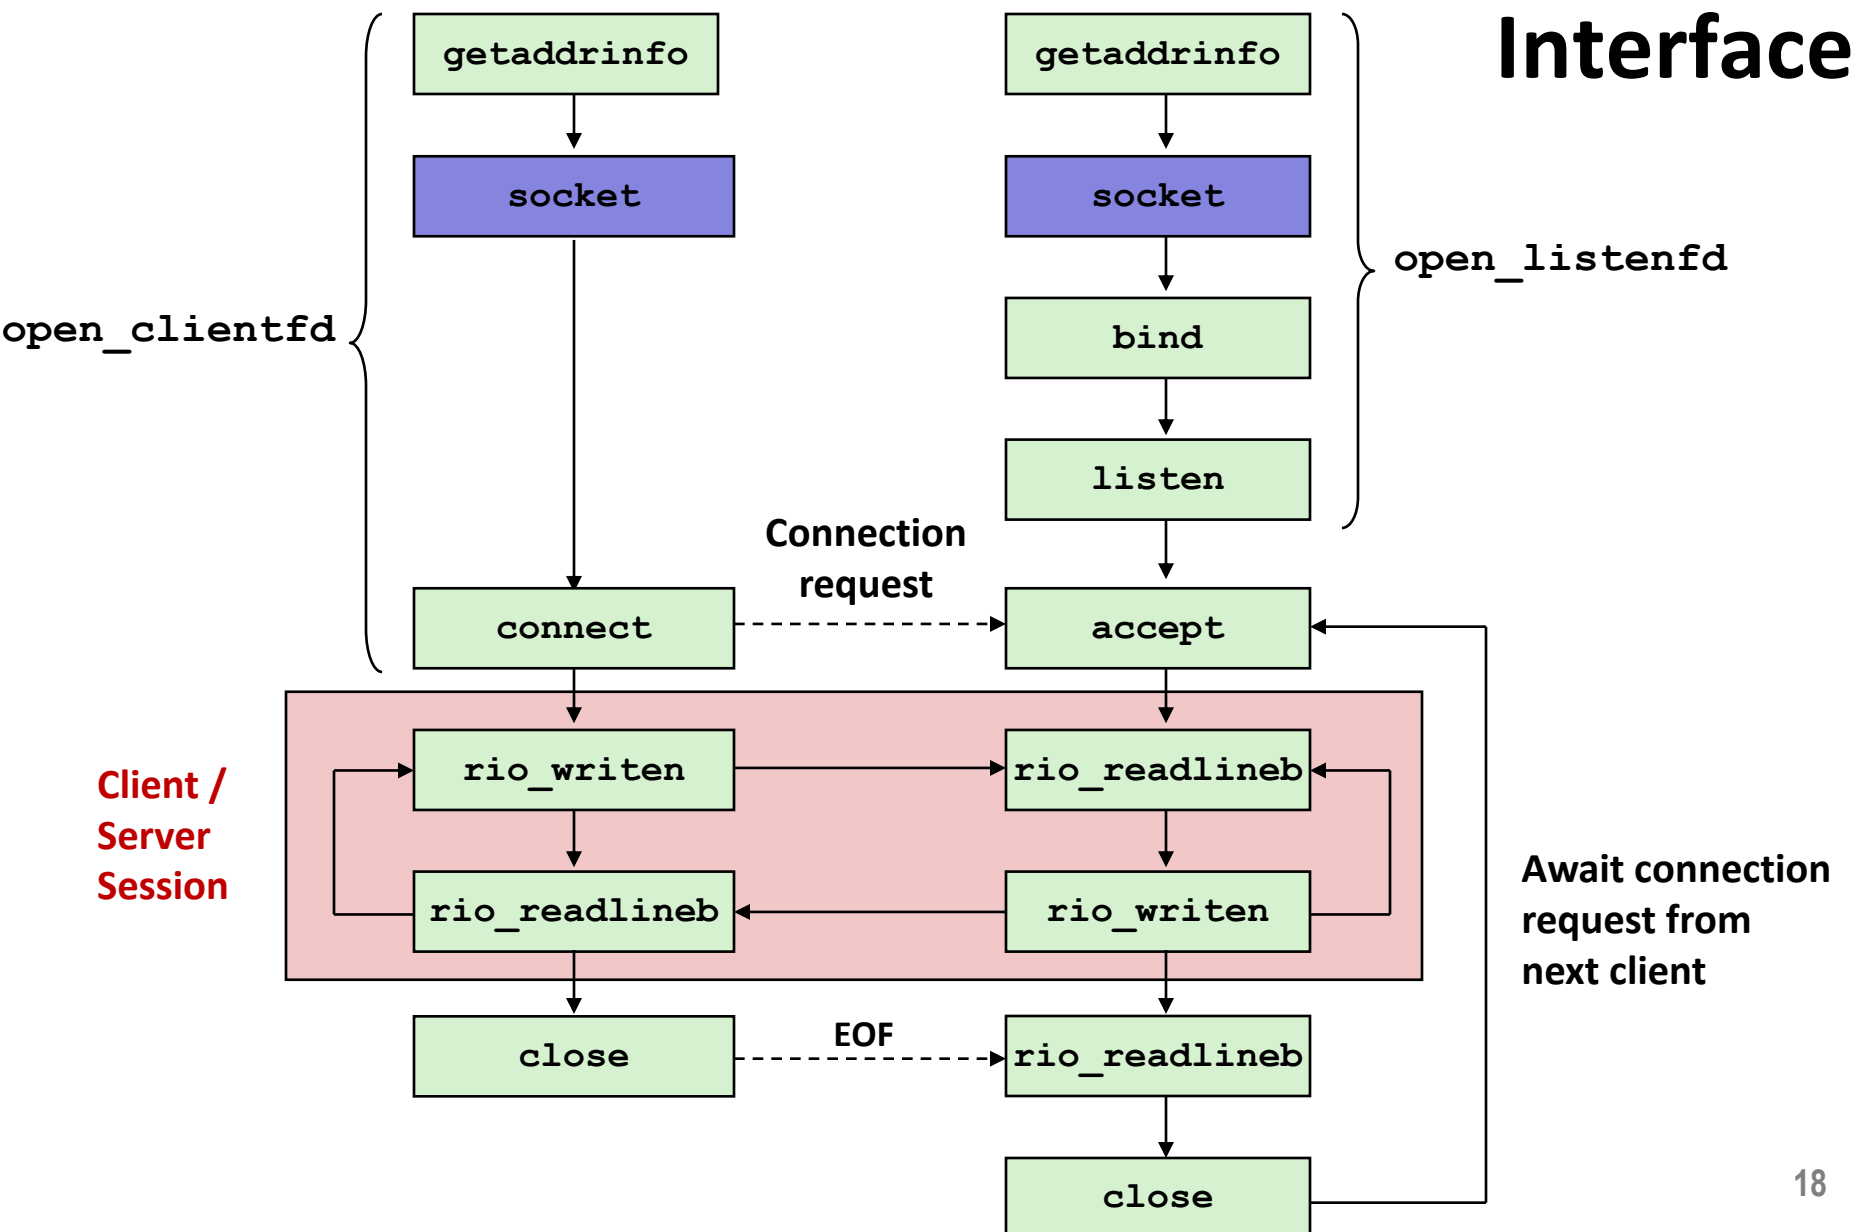 Interface
getaddrinfo
getaddrinfo
socket
socket
open_listenfd
open_clientfd
bind
listen
Connection
request
connect
accept
Client /
Server
Session
rio_writen
rio_readlineb
rio_readlineb
rio_writen
Await connection
request from
next client
close
EOF
rio_readlineb
close
18